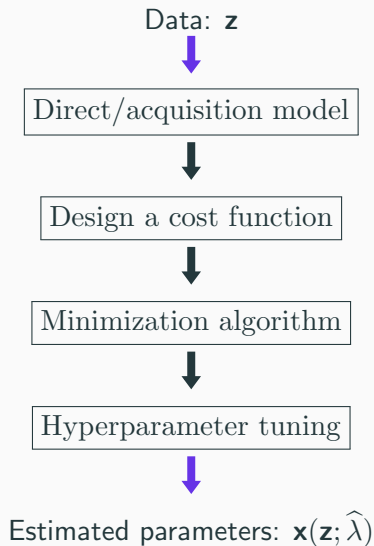 Data: z
Direct/acquisition model
Design a cost function
Minimization algorithm
Hyperparameter tuning
Estimated parameters: x(z; λ̂)